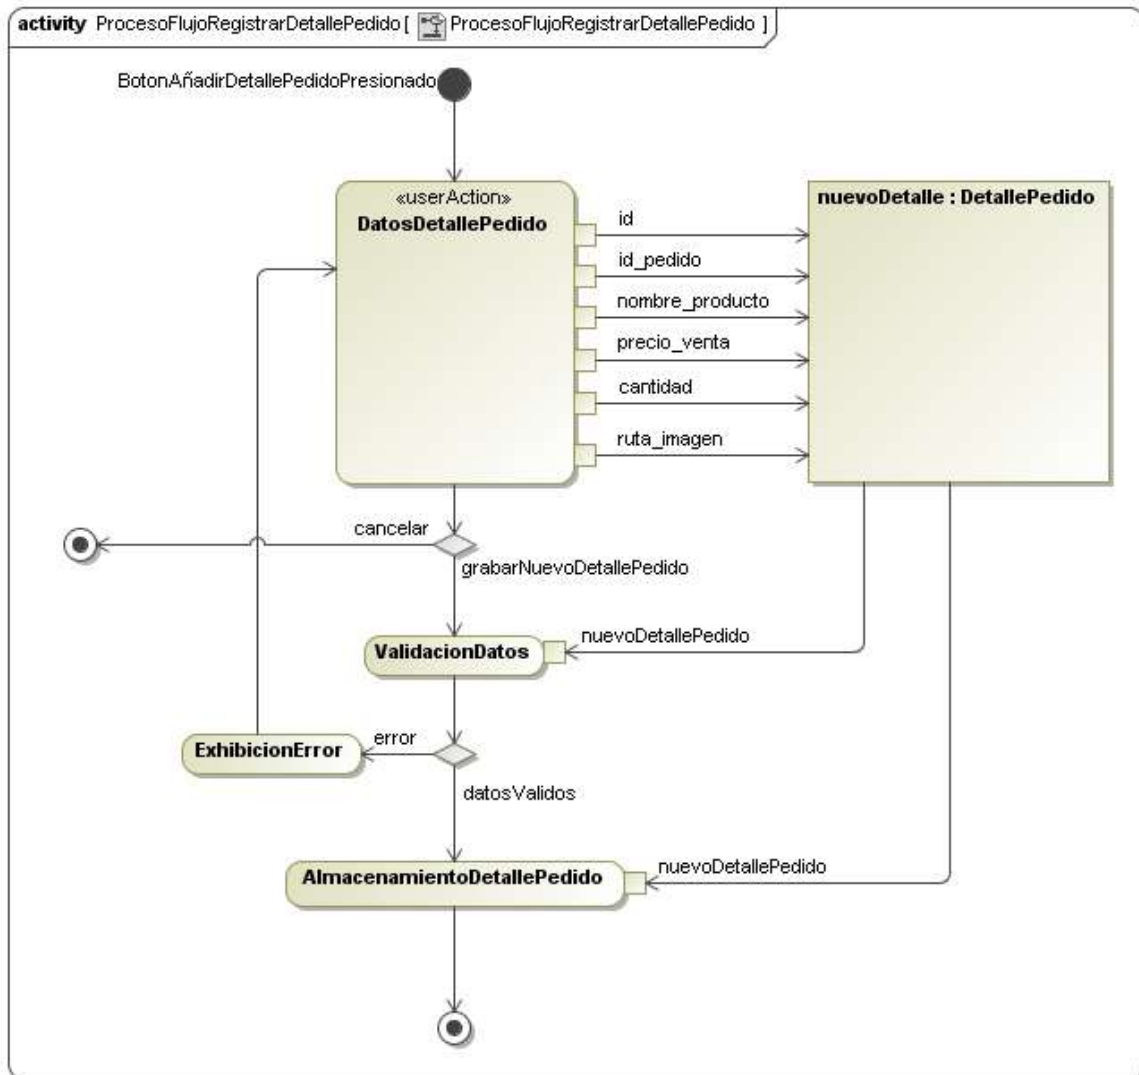 activity ProcesoFlujoRegistrarDetallePedido [ ProcesoFlujoRegistrarDetallePedido ]
BotonAñadirDetallePedidoPresionado
«userAction»
DatosDetallePedido
nuevoDetalle : DetallePedido
id
id_pedido
nombre_producto
precio_venta
cantidad
ruta_imagen
cancelar
grabarNuevoDetallePedido
nuevoDetallePedido
ValidacionDatos
error
ExhibicionError
datosValidos
nuevoDetallePedido
AlmacenamientoDetallePedido